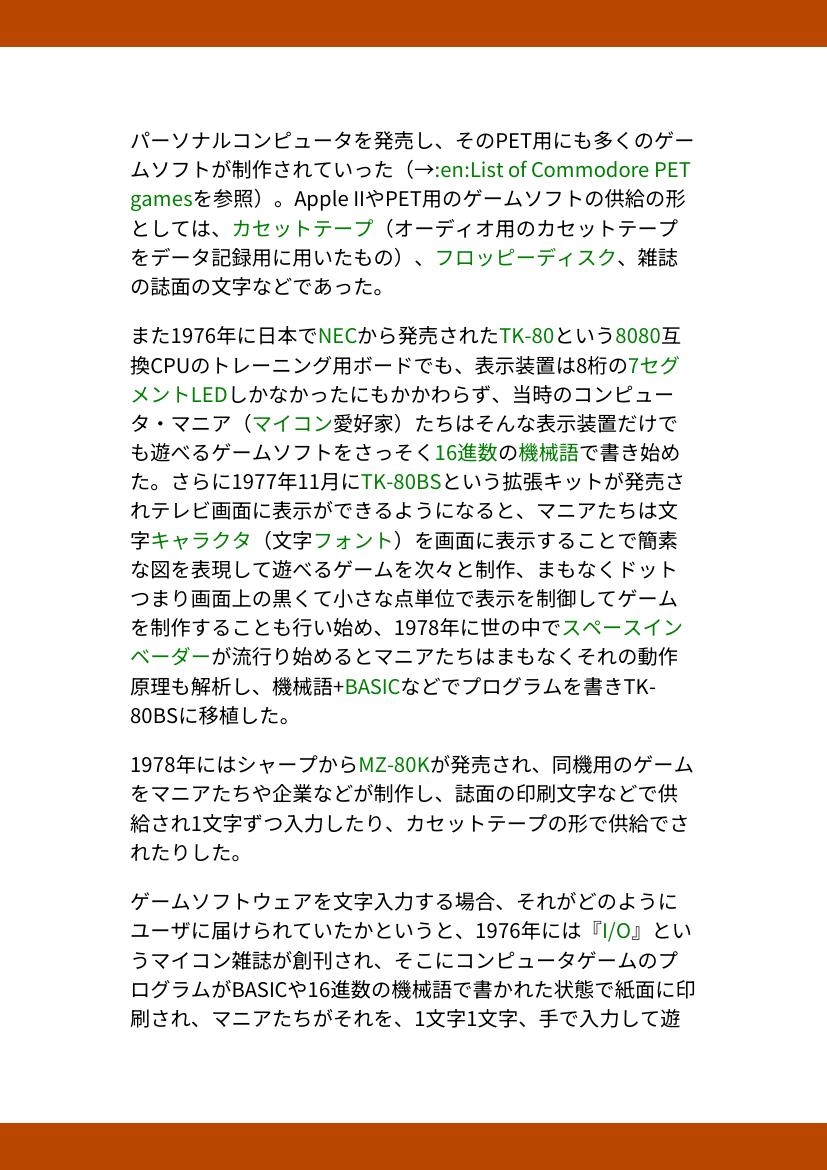 パーソナルコンピュータを発売し、そのPET用にも多くのゲー
ムソフトが制作されていった（→:en:List of Commodore PET
gamesを参照）。Apple IIやPET用のゲームソフトの供給の形
としては、カセットテープ（オーディオ用のカセットテープ
をデータ記録用に用いたもの）、フロッピーディスク、雑誌
の誌面の文字などであった。
また1976年に日本でNECから発売されたTK-80という8080互
換CPUのトレーニング用ボードでも、表示装置は8桁の7セグ
メントLEDしかなかったにもかかわらず、当時のコンピュー
タ・マニア（マイコン愛好家）たちはそんな表示装置だけで
も遊べるゲームソフトをさっそく16進数の機械語で書き始め
た。さらに1977年11月にTK-80BSという拡張キットが発売さ
れテレビ画面に表示ができるようになると、マニアたちは文
字キャラクタ（文字フォント）を画面に表示することで簡素
な図を表現して遊べるゲームを次々と制作、まもなくドット
つまり画面上の黒くて小さな点単位で表示を制御してゲーム
を制作することも行い始め、1978年に世の中でスペースイン
ベーダーが流行り始めるとマニアたちはまもなくそれの動作
原理も解析し、機械語+BASICなどでプログラムを書きTK-
80BSに移植した。
1978年にはシャープからMZ-80Kが発売され、同機用のゲーム
をマニアたちや企業などが制作し、誌面の印刷文字などで供
給され1文字ずつ入力したり、カセットテープの形で供給でさ
れたりした。
ゲームソフトウェアを文字入力する場合、それがどのように
ユーザに届けられていたかというと、1976年には『I/O』とい
うマイコン雑誌が創刊され、そこにコンピュータゲームのプ
ログラムがBASICや16進数の機械語で書かれた状態で紙面に印
刷され、マニアたちがそれを、1文字1文字、手で入力して遊